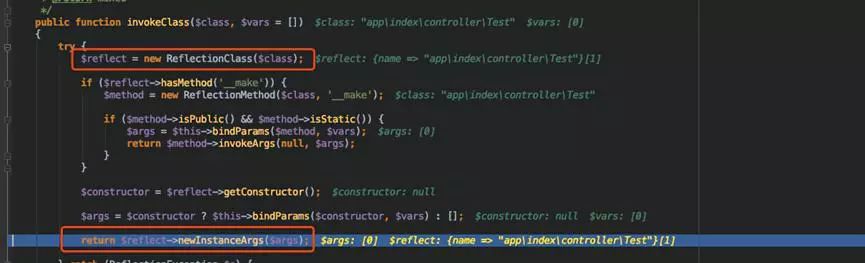 */
public function invokeClass($class, $vars = []) $class: "app\index\controller\Test" $vars: [0]
{
try {
$reflect = new ReflectionClass($class); $reflect: {name => "app\index\controller\Test"}[1]
if ($reflect->hasMethod('__make')) {
$method = new ReflectionMethod($class, '__make'); $class: "app\index\controller\Test"
if ($method->isPublic() && $method->isStatic()) {
$args = $this->bindParams($method, $vars); $args: [0]
return $method->invokeArgs(null, $args);
}
}
$constructor = $reflect->getConstructor(); $constructor: null
$args = $constructor ? $this->bindParams($constructor, $vars) : []; $constructor: null $vars: [0]
return $reflect->newInstanceArgs($args); $args: [0] $reflect: {name => "app\index\controller\Test"}[1]